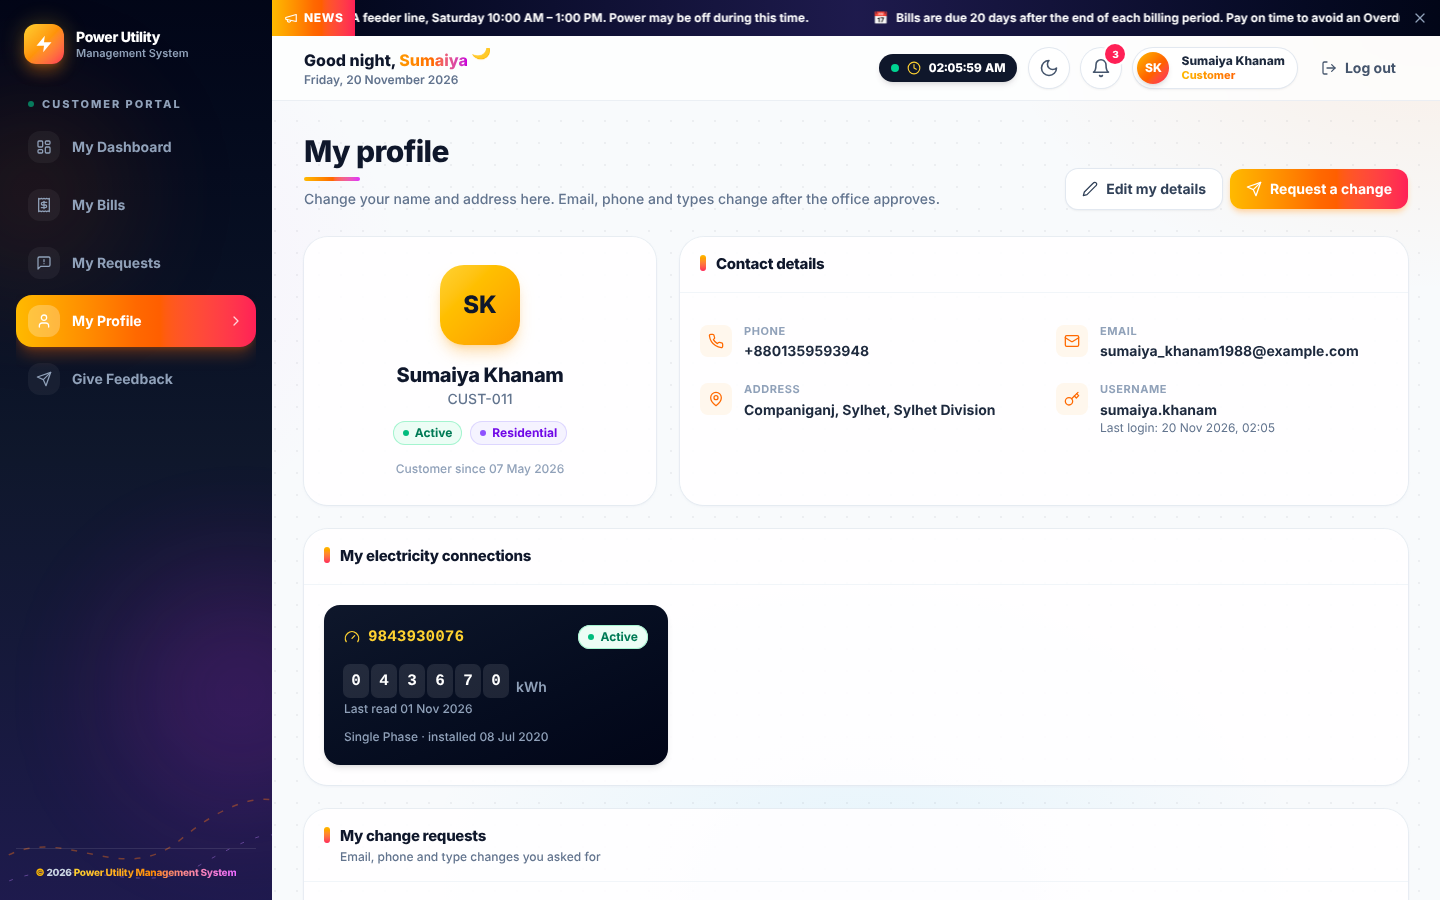 Power Utility
Management System
CUSTOMER PORTAL
My Dashboard
My Bills
My Requests
My Profile
Give Feedback
© 2026 Power Utility Management System
NEWS
A feeder line, Saturday 10:00 AM – 1:00 PM. Power may be off during this time.
Bills are due 20 days after the end of each billing period. Pay on time to avoid an Overd
Good night, Sumaiya
Friday, 20 November 2026
02:05:59 AM
3
SK
Sumaiya Khanam
Customer
Log out
My profile
Change your name and address here. Email, phone and types change after the office approves.
Edit my details
Request a change
SK
Sumaiya Khanam
CUST-011
Active
Residential
Customer since 07 May 2026
Contact details
PHONE
+8801359593948
EMAIL
sumaiya_khanam1988@example.com
ADDRESS
Companiganj, Sylhet, Sylhet Division
USERNAME
sumaiya.khanam
Last login: 20 Nov 2026, 02:05
My electricity connections
9843930076
Active
0 4 3 6 7 0 kWh
Last read 01 Nov 2026
Single Phase · installed 08 Jul 2020
My change requests
Email, phone and type changes you asked for